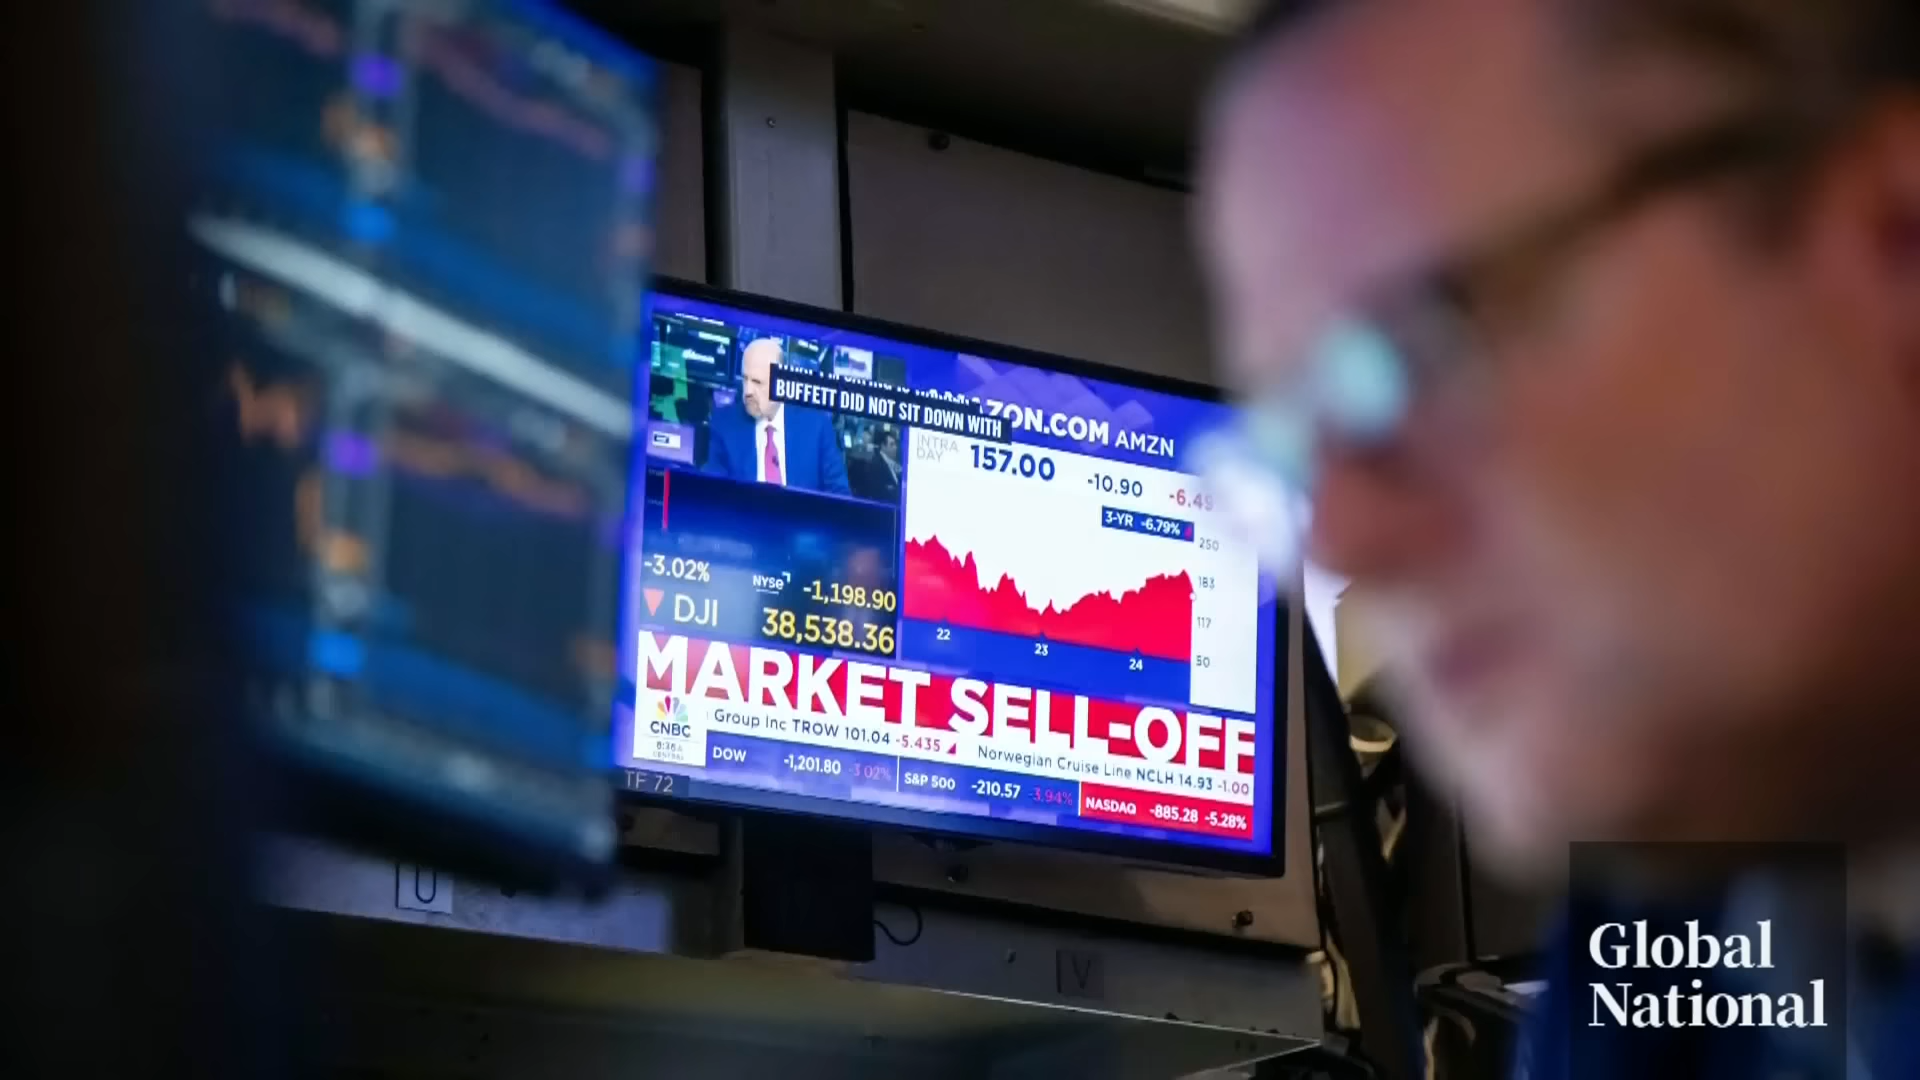 BUFFETT DID NOT SIT DOWN WITH
ZON.COM AMZN
INTRA
DAY
157.00
-10.90
-6.49
3-YR -6.79%
250
183
117
50
22
23
24
-3.02%
NYSE
-1,198.90
DJI
38,538.36
MARKET SELL-OFF
CNBC
Group Inc TROW 101.04 -5.435
Norwegian Cruise Line NCLH 14.93 -1.00
DOW -1,201.80 -3.02%
S&P 500 -210.57 -3.94%
NASDAQ -885.28 -5.28%
TF 72
U
V
Global
National